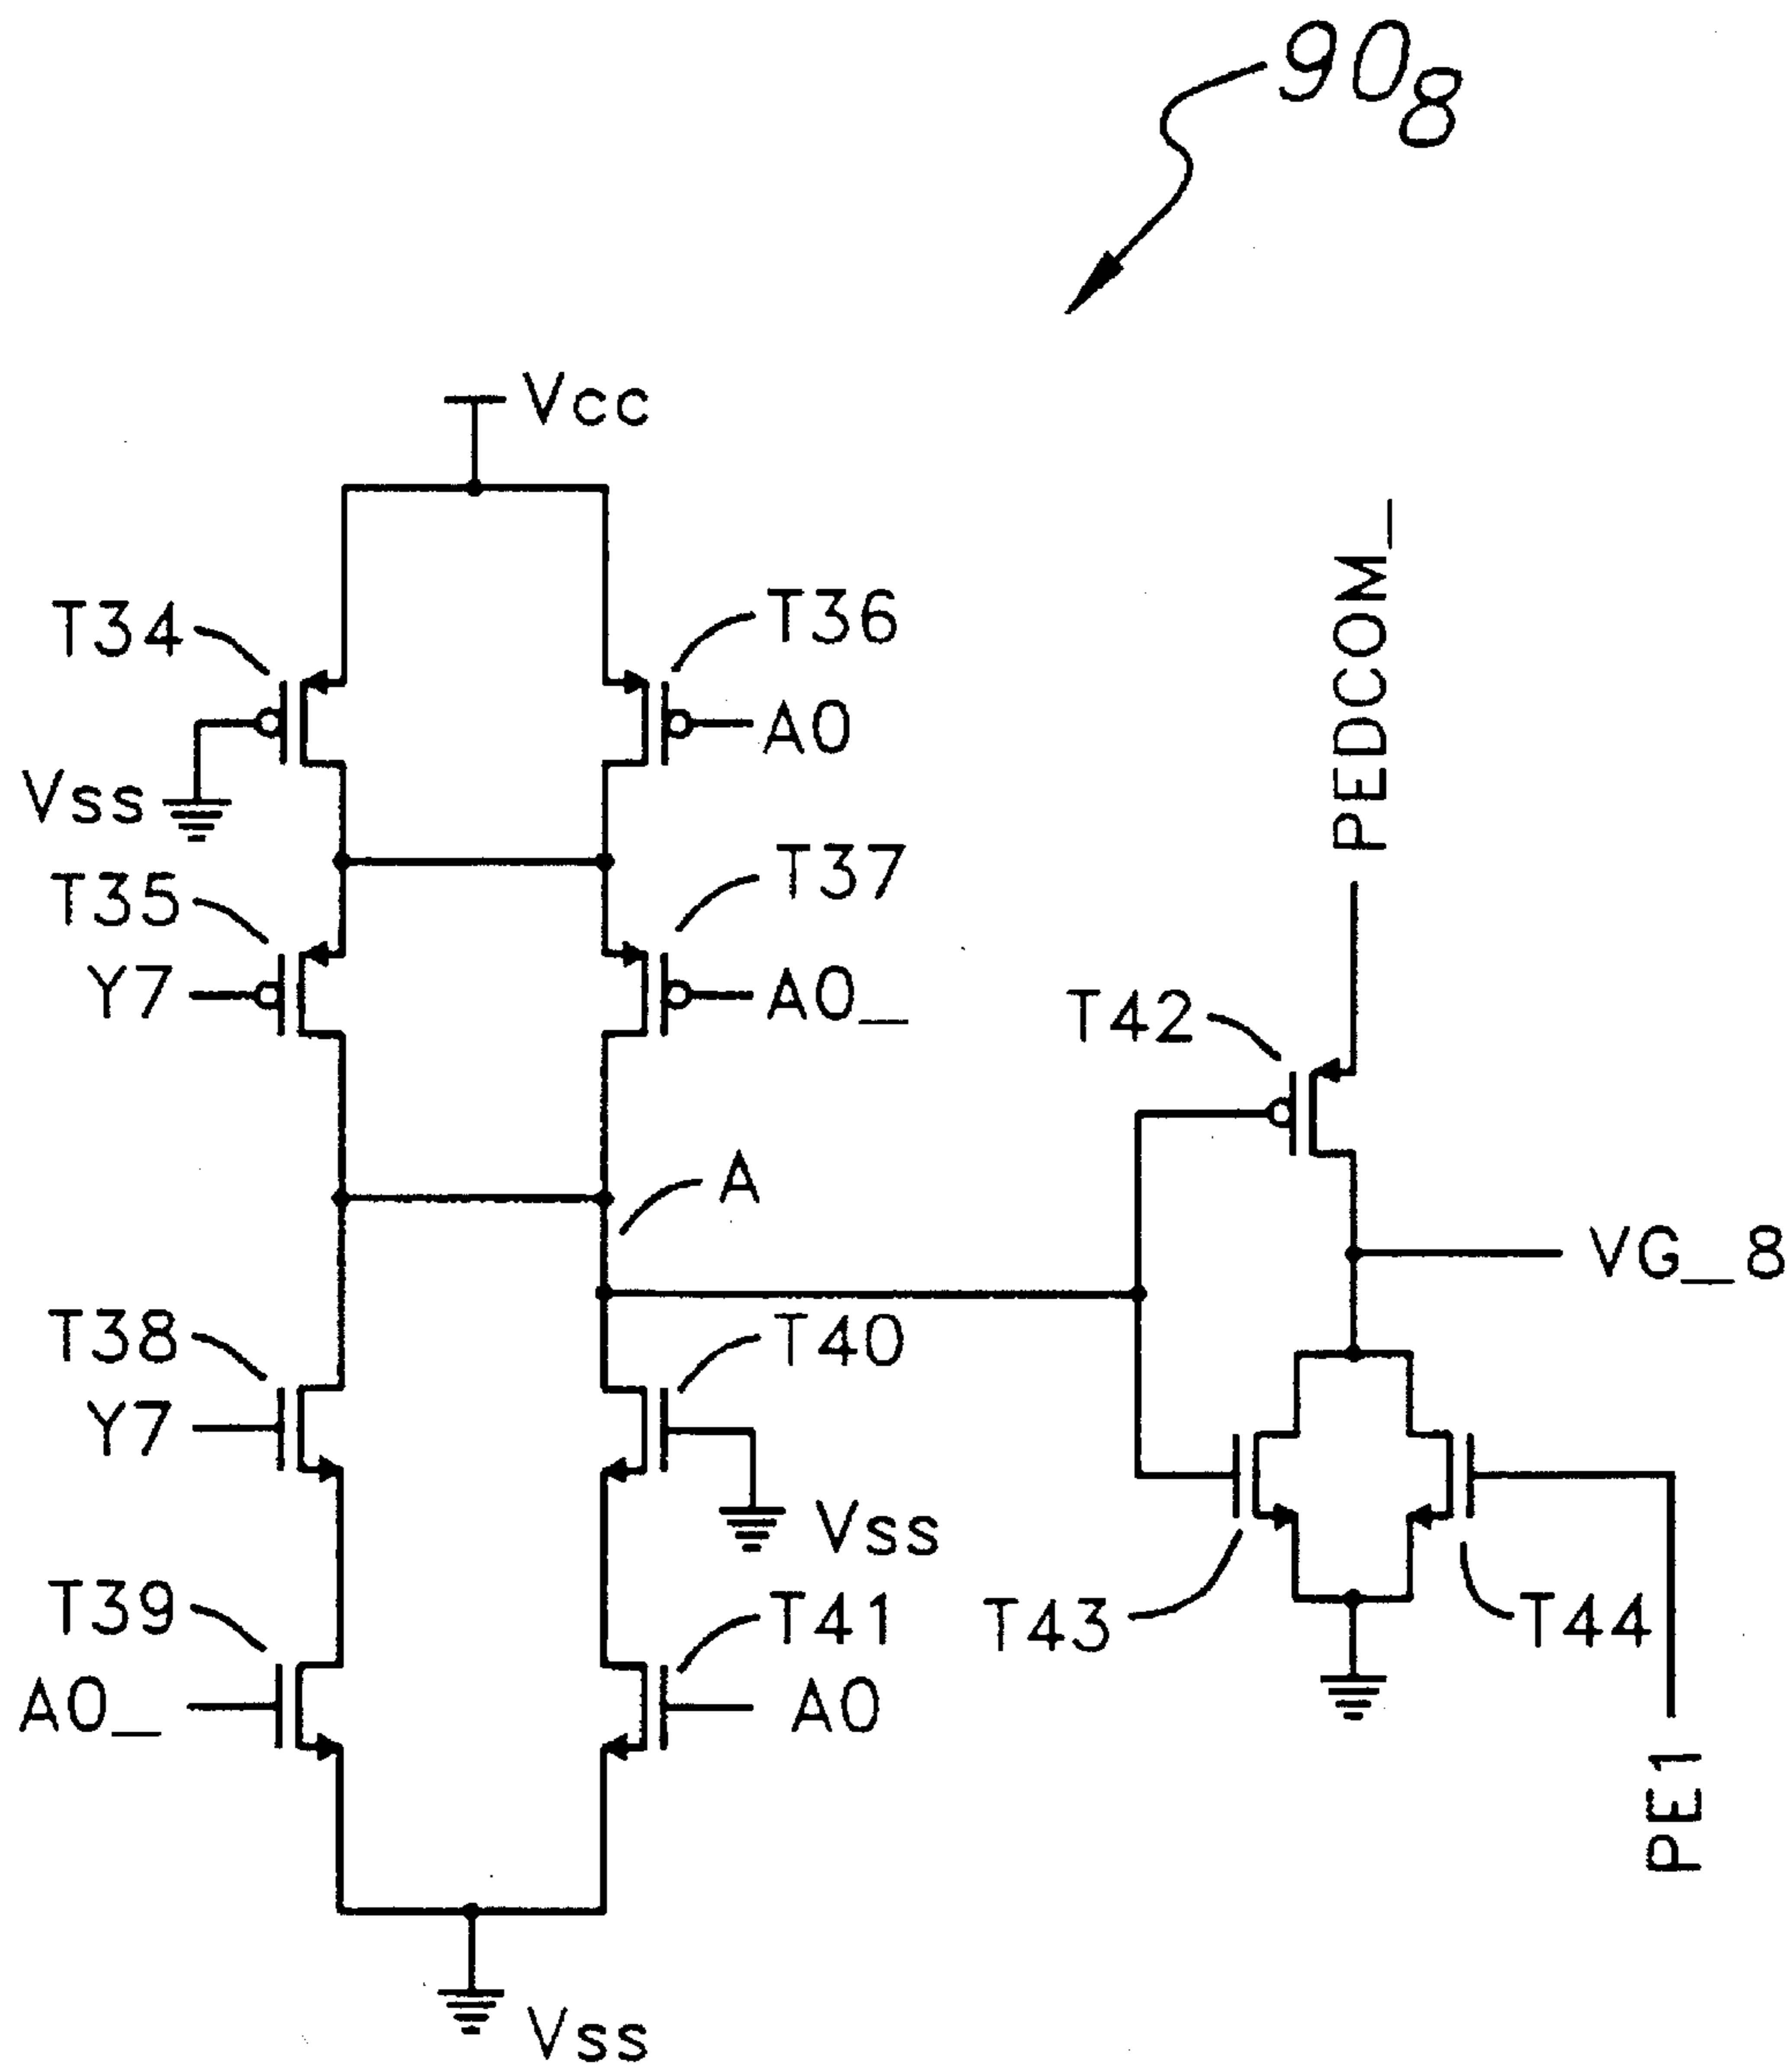 90₈
Vcc
T34
T36
A0
Vss
PEDCOM_
T35
T37
Y7
A0_
T42
A
VG_8
T38
T40
Y7
Vss
T39
T41
T43
T44
A0_
A0
PE1
Vss